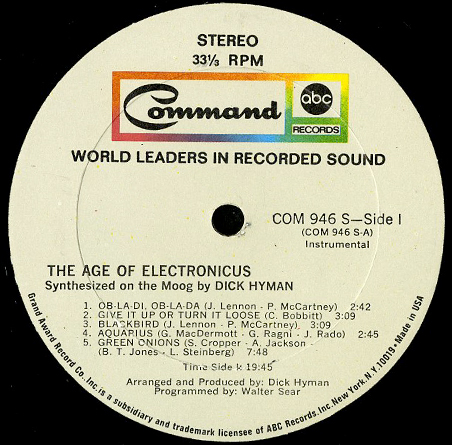 STEREO
33⅓ RPM
Command
abc
RECORDS
WORLD LEADERS IN RECORDED SOUND
COM 946 S—Side I
(COM 946 S-A)
Instrumental
THE AGE OF ELECTRONICUS
Synthesized on the Moog by DICK HYMAN
1. OB-LA-DI, OB-LA-DA (J. Lennon - P. McCartney) 2:42
2. GIVE IT UP OR TURN IT LOOSE (C. Bobbitt) 3:09
3. BLACKBIRD (J. Lennon - P. McCartney) 3:09
4. AQUARIUS (G. MacDermott - G. Ragni - J. Rado) 2:45
5. GREEN ONIONS (S. Cropper - A. Jackson -
(B. T. Jones - L. Steinberg) 7:48
Time Side I: 19:45
Arranged and Produced by: Dick Hyman
Programmed by: Walter Sear
Grand Award Record Co., Inc. is a subsidiary and trademark licensee of ABC Records, Inc. New York, N.Y. 10019 • Made in USA